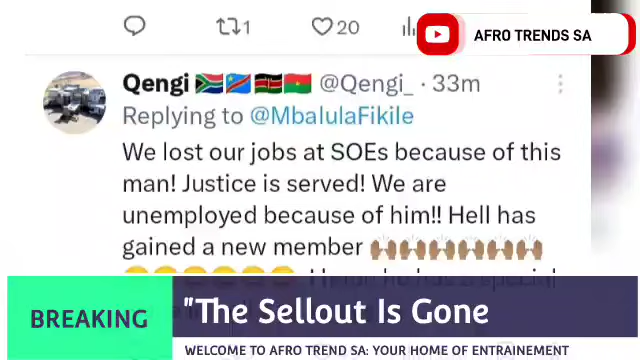 1 20
AFRO TRENDS SA
Qengi @Qengi_ · 33m
Replying to @MbalulaFikile
We lost our jobs at SOEs because of this
man! Justice is served! We are
unemployed because of him!! Hell has
gained a new member
special
BREAKING
"The Sellout Is Gone
WELCOME TO AFRO TREND SA: YOUR HOME OF ENTRAINEMENT